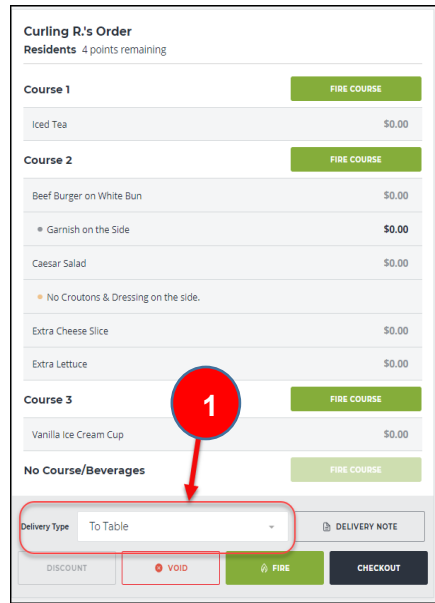 Curling R.'s Order
Residents 4 points remaining
Course 1 FIRE COURSE
Iced Tea $0.00
Course 2 FIRE COURSE
Beef Burger on White Bun $0.00
Garnish on the Side $0.00
Caesar Salad $0.00
No Croutons & Dressing on the side.
Extra Cheese Slice $0.00
Extra Lettuce $0.00
Course 3 FIRE COURSE
1
Vanilla Ice Cream Cup $0.00
No Course/Beverages FIRE COURSE
Delivery Type To Table DELIVERY NOTE
DISCOUNT VOID FIRE CHECKOUT